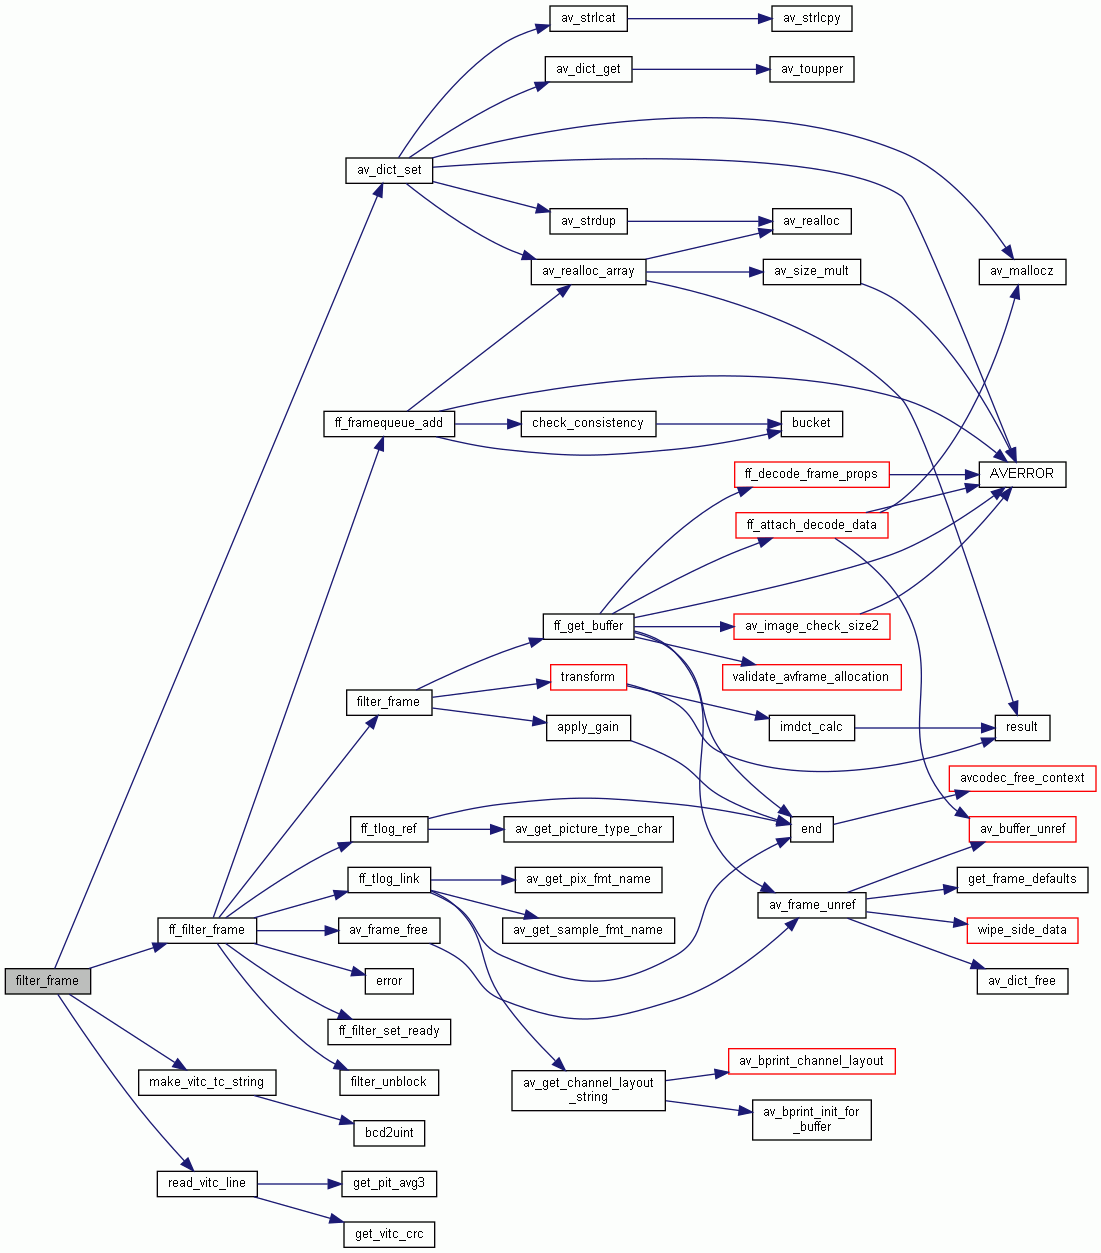 av_strlcat
av_strlcpy
av_dict_get
av_toupper
av_dict_set
av_strdup
av_realloc
av_realloc_array
av_size_mult
av_mallocz
ff_framequeue_add
check_consistency
bucket
ff_decode_frame_props
AVERROR
ff_attach_decode_data
ff_get_buffer
av_image_check_size2
transform
validate_avframe_allocation
filter_frame
apply_gain
imdct_calc
result
avcodec_free_context
ff_tlog_ref
av_get_picture_type_char
end
av_buffer_unref
ff_tlog_link
av_get_pix_fmt_name
get_frame_defaults
av_frame_unref
ff_filter_frame
av_frame_free
av_get_sample_fmt_name
wipe_side_data
filter_frame
error
av_dict_free
ff_filter_set_ready
av_bprint_channel_layout
make_vitc_tc_string
filter_unblock
av_get_channel_layout
_string
av_bprint_init_for
_buffer
bcd2uint
read_vitc_line
get_pit_avg3
get_vitc_crc